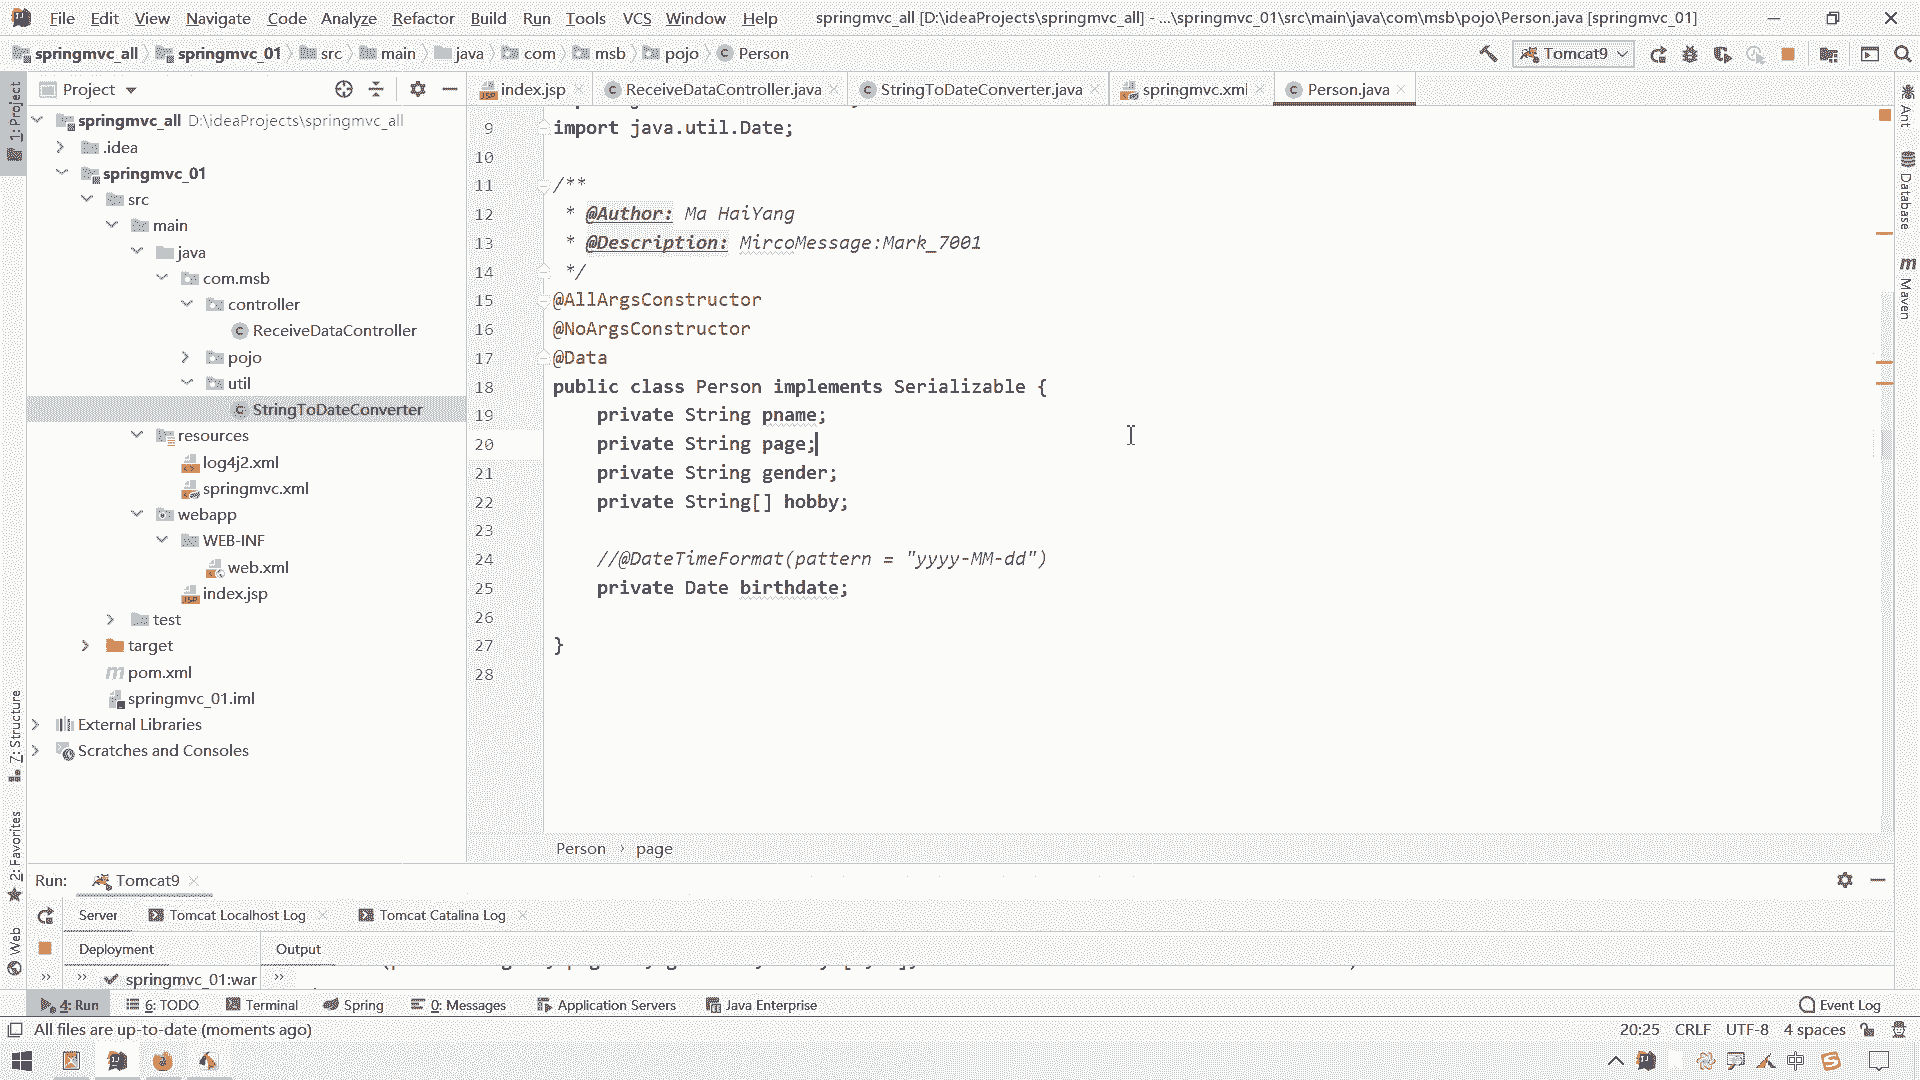 File Edit View Navigate Code Analyze Refactor Build Run Tools VCS Window Help springmvc_all [D:\ideaProjects\springmvc_all] - ...\springmvc_01\src\main\java\com\msb\pojo\Person.java [springmvc_01]
springmvc_all springmvc_01 src main java com msb pojo Person Tomcat9
Project
index.jsp ReceiveDataController.java StringToDateConverter.java springmvc.xml Person.java
1: Project
springmvc_all D:\ideaProjects\springmvc_all
.idea
springmvc_01
src
main
java
com.msb
controller
ReceiveDataController
pojo
util
StringToDateConverter
resources
log4j2.xml
springmvc.xml
webapp
WEB-INF
web.xml
index.jsp
test
target
pom.xml
springmvc_01.iml
External Libraries
Scratches and Consoles
Z: Structure
2: Favorites
Web
9 import java.util.Date;
10
11 /**
12 * @Author: Ma HaiYang
13 * @Description: MircoMessage:Mark_7001
14 */
15 @AllArgsConstructor
16 @NoArgsConstructor
17 @Data
18 public class Person implements Serializable {
19 private String pname;
20 private String page;
21 private String gender;
22 private String[] hobby;
23
24 //@DateTimeFormat(pattern = "yyyy-MM-dd")
25 private Date birthdate;
26
27 }
28
Person › page
Ant
Database
Maven
Run: Tomcat9
Server Tomcat Localhost Log Tomcat Catalina Log
Deployment Output
springmvc_01:war
4: Run 6: TODO Terminal Spring 0: Messages Application Servers Java Enterprise Event Log
All files are up-to-date (moments ago) 20:25 CRLF UTF-8 4 spaces
中